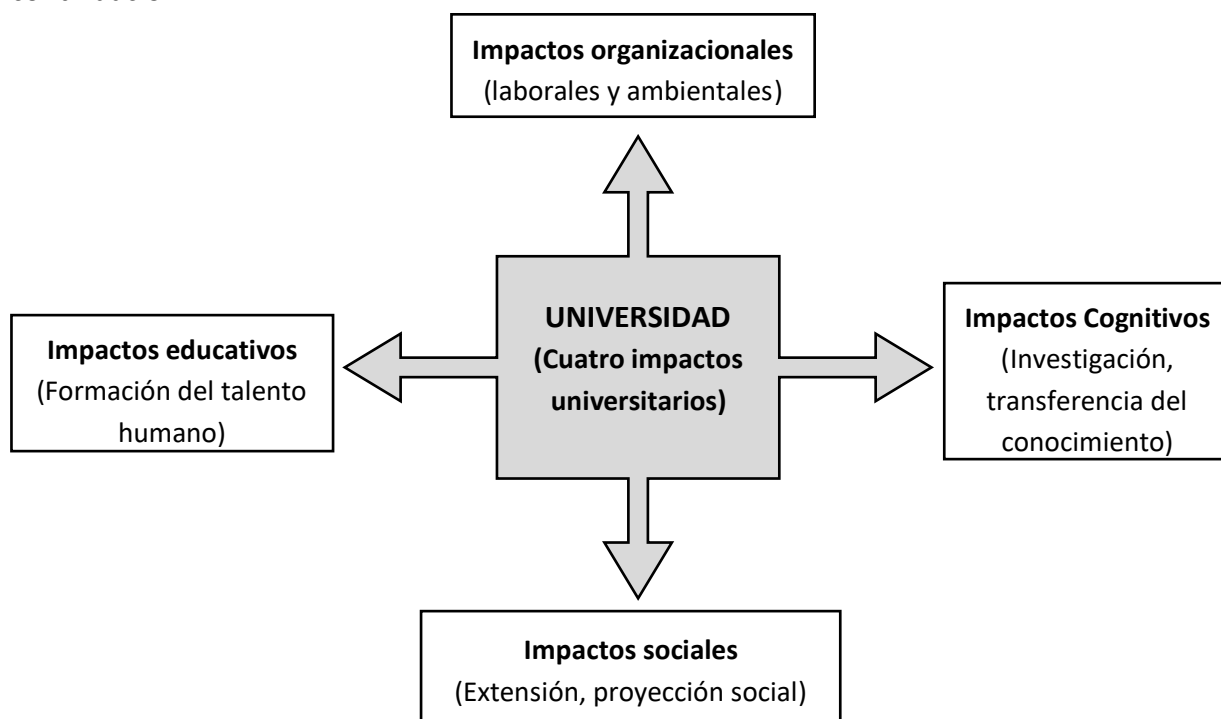 Impactos organizacionales
(laborales y ambientales)
UNIVERSIDAD
(Cuatro impactos
universitarios)
Impactos educativos
(Formación del talento
humano)
Impactos Cognitivos
(Investigación,
transferencia del
conocimiento)
Impactos sociales
(Extensión, proyección social)